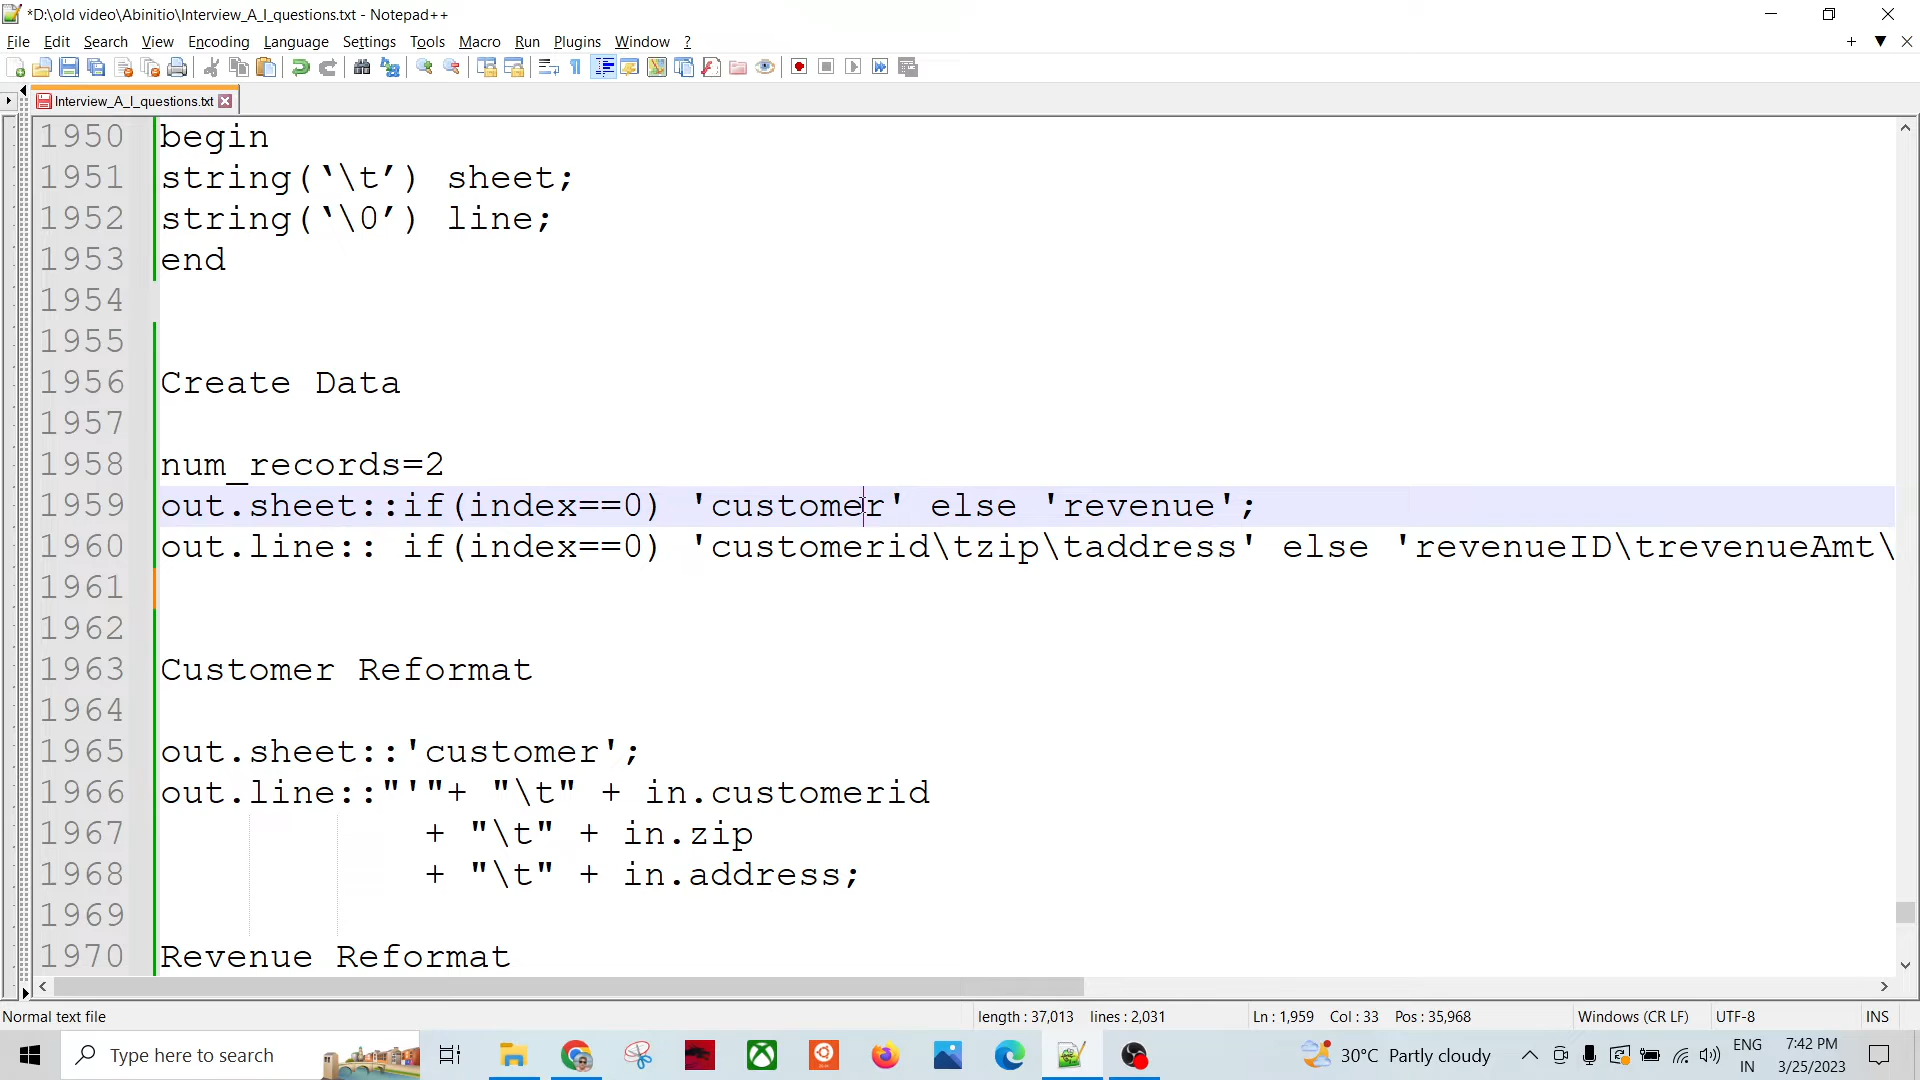 *D:\old video\Abinitio\Interview_A_I_questions.txt - Notepad++
File Edit Search View Encoding Language Settings Tools Macro Run Plugins Window ?
Interview_A_I_questions.txt
1950 begin
1951 string(‘\t’) sheet;
1952 string(‘\0’) line;
1953 end
1954
1955
1956 Create Data
1957
1958 num_records=2
1959 out.sheet::if(index==0) 'customer' else 'revenue';
1960 out.line:: if(index==0) 'customerid\tzip\taddress' else 'revenueID\trevenueAmt\
1961
1962
1963 Customer Reformat
1964
1965 out.sheet::'customer';
1966 out.line::"'"+ "\t" + in.customerid
1967 + "\t" + in.zip
1968 + "\t" + in.address;
1969
1970 Revenue Reformat
Normal text file length : 37,013 lines : 2,031 Ln : 1,959 Col : 33 Pos : 35,968 Windows (CR LF) UTF-8 INS
Type here to search 30°C Partly cloudy ENG 7:42 PM
IN 3/25/2023